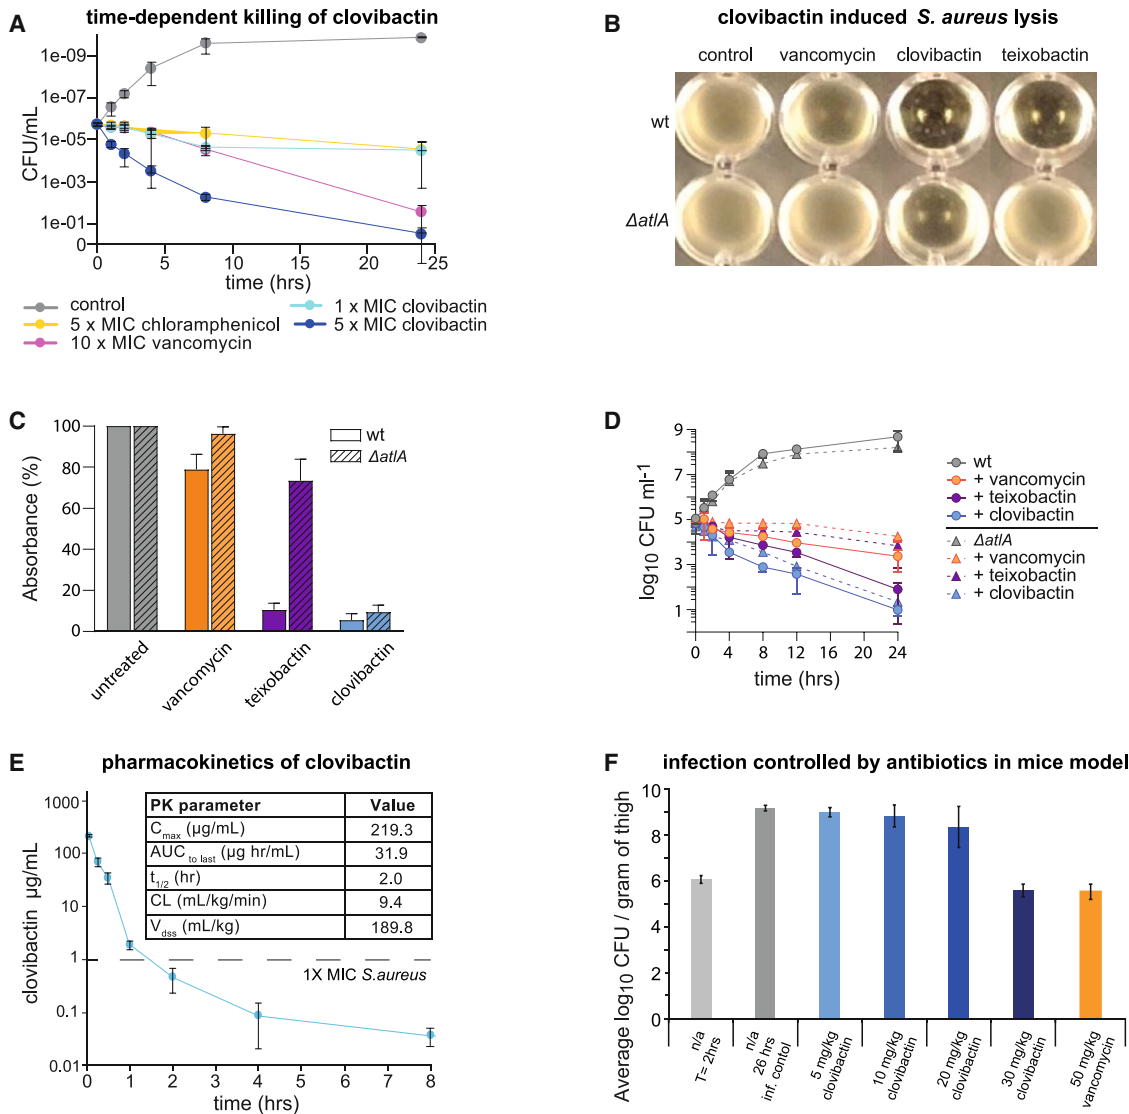 A
time-dependent killing of clovibactin
CFU/mL
1e-09
1e-07
1e-05
1e-03
1e-01
0
0 5 10 15 20 25
time (hrs)
control
5 x MIC chloramphenicol
10 x MIC vancomycin
1 x MIC clovibactin
5 x MIC clovibactin
B
clovibactin induced S. aureus lysis
control vancomycin clovibactin teixobactin
wt
ΔatlA
C
Absorbance (%)
100
80
60
40
20
0
wt
ΔatlA
untreated
vancomycin
teixobactin
clovibactin
D
log10 CFU ml-1
9
7
5
3
1
0 4 8 12 16 20 24
time (hrs)
wt
+ vancomycin
+ teixobactin
+ clovibactin
ΔatlA
+ vancomycin
+ teixobactin
+ clovibactin
E
pharmacokinetics of clovibactin
clovibactin µg/mL
1000
100
10
1
0.1
0.01
PK parameter Value
Cmax (µg/mL) 219.3
AUC to last (µg hr/mL) 31.9
t1/2 (hr) 2.0
CL (mL/kg/min) 9.4
Vdss (mL/kg) 189.8
1X MIC S.aureus
0 1 2 3 4 5 6 7 8
time (hrs)
F
infection controlled by antibiotics in mice model
Average log10 CFU / gram of thigh
10
8
6
4
2
0
n/a
T= 2hrs
n/a
26 hrs
inf. contol
5 mg/kg
clovibactin
10 mg/kg
clovibactin
20 mg/kg
clovibactin
30 mg/kg
clovibactin
50 mg/kg
vancomycin